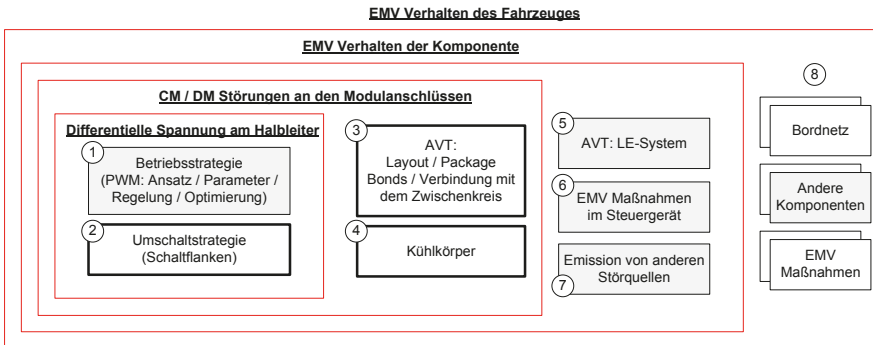 EMV Verhalten des Fahrzeuges
EMV Verhalten der Komponente
CM / DM Störungen an den Modulanschlüssen
Differentielle Spannung am Halbleiter
1
Betriebsstrategie
(PWM: Ansatz / Parameter /
Regelung / Optimierung)
2
Umschaltstrategie
(Schaltflanken)
3
AVT:
Layout / Package
Bonds / Verbindung mit
dem Zwischenkreis
4
Kühlkörper
5
AVT: LE-System
6
EMV Maßnahmen
im Steuergerät
Emission von anderen
Störquellen
7
8
Bordnetz
Andere
Komponenten
EMV
Maßnahmen